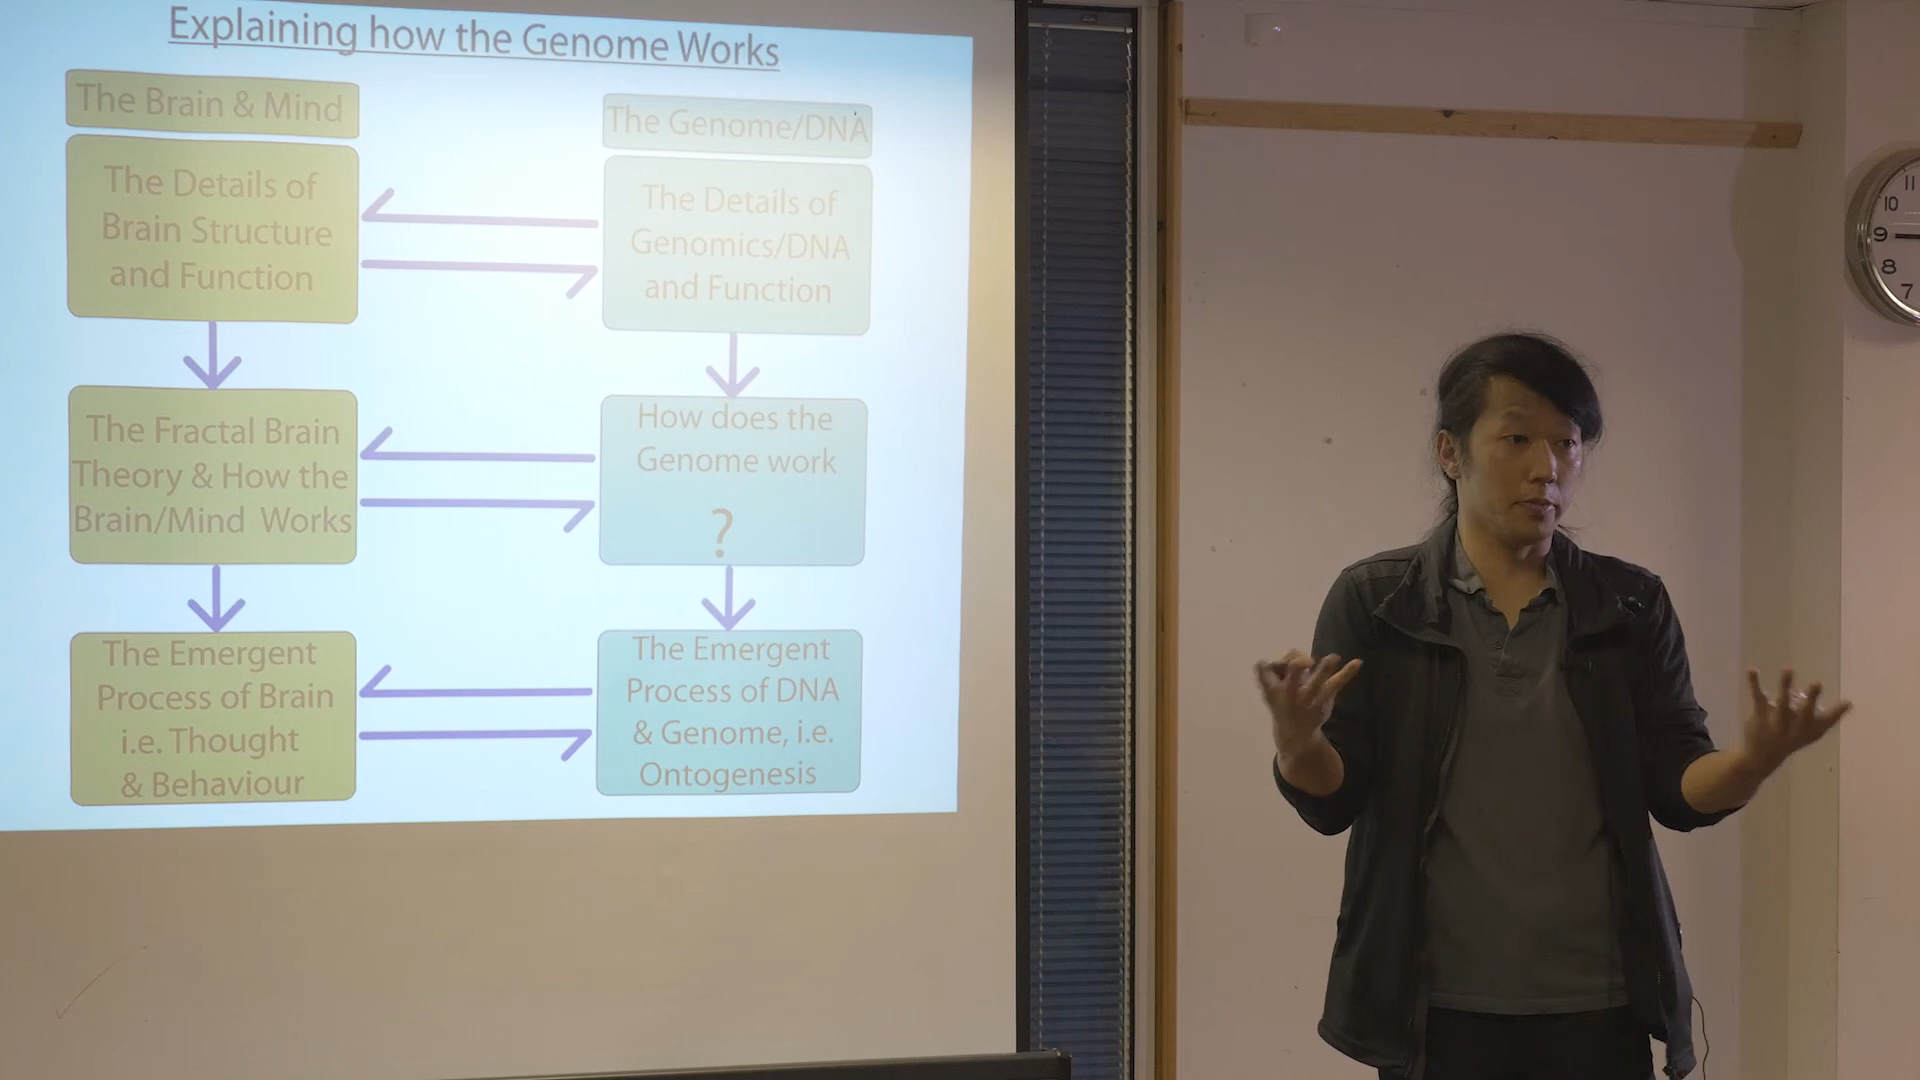 Explaining how the Genome Works
The Brain & Mind
The Details of
Brain Structure
and Function
The Fractal Brain
Theory & How the
Brain/Mind Works
The Emergent
Process of Brain
i.e. Thought
& Behaviour
The Genome/DNA
The Details of
Genomics/DNA
and Function
How does the
Genome work
?
The Emergent
Process of DNA
& Genome, i.e.
Ontogenesis
11
10
9
8
7